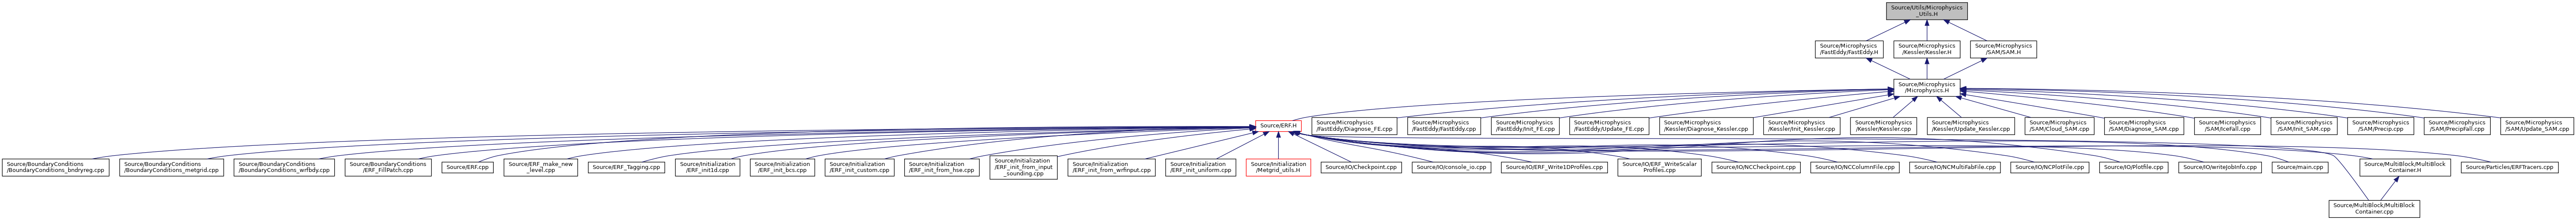 Source/Utils/Microphysics
_Utils.H
Source/Microphysics
/FastEddy/FastEddy.H
Source/Microphysics
/Kessler/Kessler.H
Source/Microphysics
/SAM/SAM.H
Source/Microphysics
/Microphysics.H
Source/ERF.H
Source/Microphysics
/FastEddy/Diagnose_FE.cpp
Source/Microphysics
/FastEddy/FastEddy.cpp
Source/Microphysics
/FastEddy/Init_FE.cpp
Source/Microphysics
/FastEddy/Update_FE.cpp
Source/Microphysics
/Kessler/Diagnose_Kessler.cpp
Source/Microphysics
/Kessler/Init_Kessler.cpp
Source/Microphysics
/Kessler/Kessler.cpp
Source/Microphysics
/Kessler/Update_Kessler.cpp
Source/Microphysics
/SAM/Cloud_SAM.cpp
Source/Microphysics
/SAM/Diagnose_SAM.cpp
Source/Microphysics
/SAM/IceFall.cpp
Source/Microphysics
/SAM/Init_SAM.cpp
Source/Microphysics
/SAM/Precip.cpp
Source/Microphysics
/SAM/PrecipFall.cpp
Source/Microphysics
/SAM/Update_SAM.cpp
Source/BoundaryConditions
/BoundaryConditions_bndryreg.cpp
Source/BoundaryConditions
/BoundaryConditions_metgrid.cpp
Source/BoundaryConditions
/BoundaryConditions_wrfbdy.cpp
Source/BoundaryConditions
/ERF_FillPatch.cpp
Source/ERF.cpp
Source/ERF_make_new
_level.cpp
Source/ERF_Tagging.cpp
Source/Initialization
/ERF_init1d.cpp
Source/Initialization
/ERF_init_bcs.cpp
Source/Initialization
/ERF_init_custom.cpp
Source/Initialization
/ERF_init_from_hse.cpp
Source/Initialization
/ERF_init_from_input
_sounding.cpp
Source/Initialization
/ERF_init_from_wrfinput.cpp
Source/Initialization
/ERF_init_uniform.cpp
Source/Initialization
/Metgrid_utils.H
Source/IO/Checkpoint.cpp
Source/IO/console_io.cpp
Source/IO/ERF_Write1DProfiles.cpp
Source/IO/ERF_WriteScalar
Profiles.cpp
Source/IO/NCCheckpoint.cpp
Source/IO/NCColumnFile.cpp
Source/IO/NCMultiFabFile.cpp
Source/IO/NCPlotFile.cpp
Source/IO/Plotfile.cpp
Source/IO/writeJobInfo.cpp
Source/main.cpp
Source/MultiBlock/MultiBlock
Container.H
Source/Particles/ERFTracers.cpp
Source/MultiBlock/MultiBlock
Container.cpp